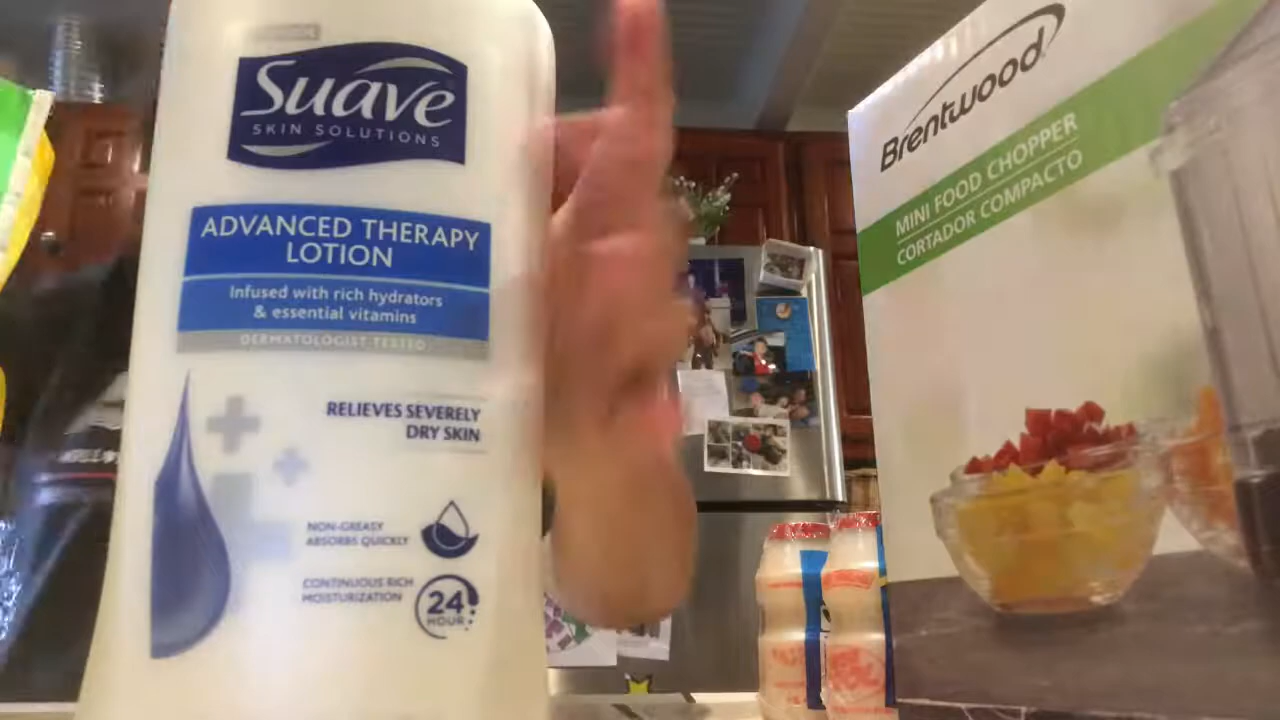 Suave
SKIN SOLUTIONS
ADVANCED THERAPY
LOTION
Infused with rich hydrators
& essential vitamins
DERMATOLOGIST TESTED
RELIEVES SEVERELY
DRY SKIN
NON-GREASY
ABSORBS QUICKLY
CONTINUOUS RICH
MOISTURIZATION
24
HOUR
Brentwood
MINI FOOD CHOPPER
CORTADOR COMPACTO